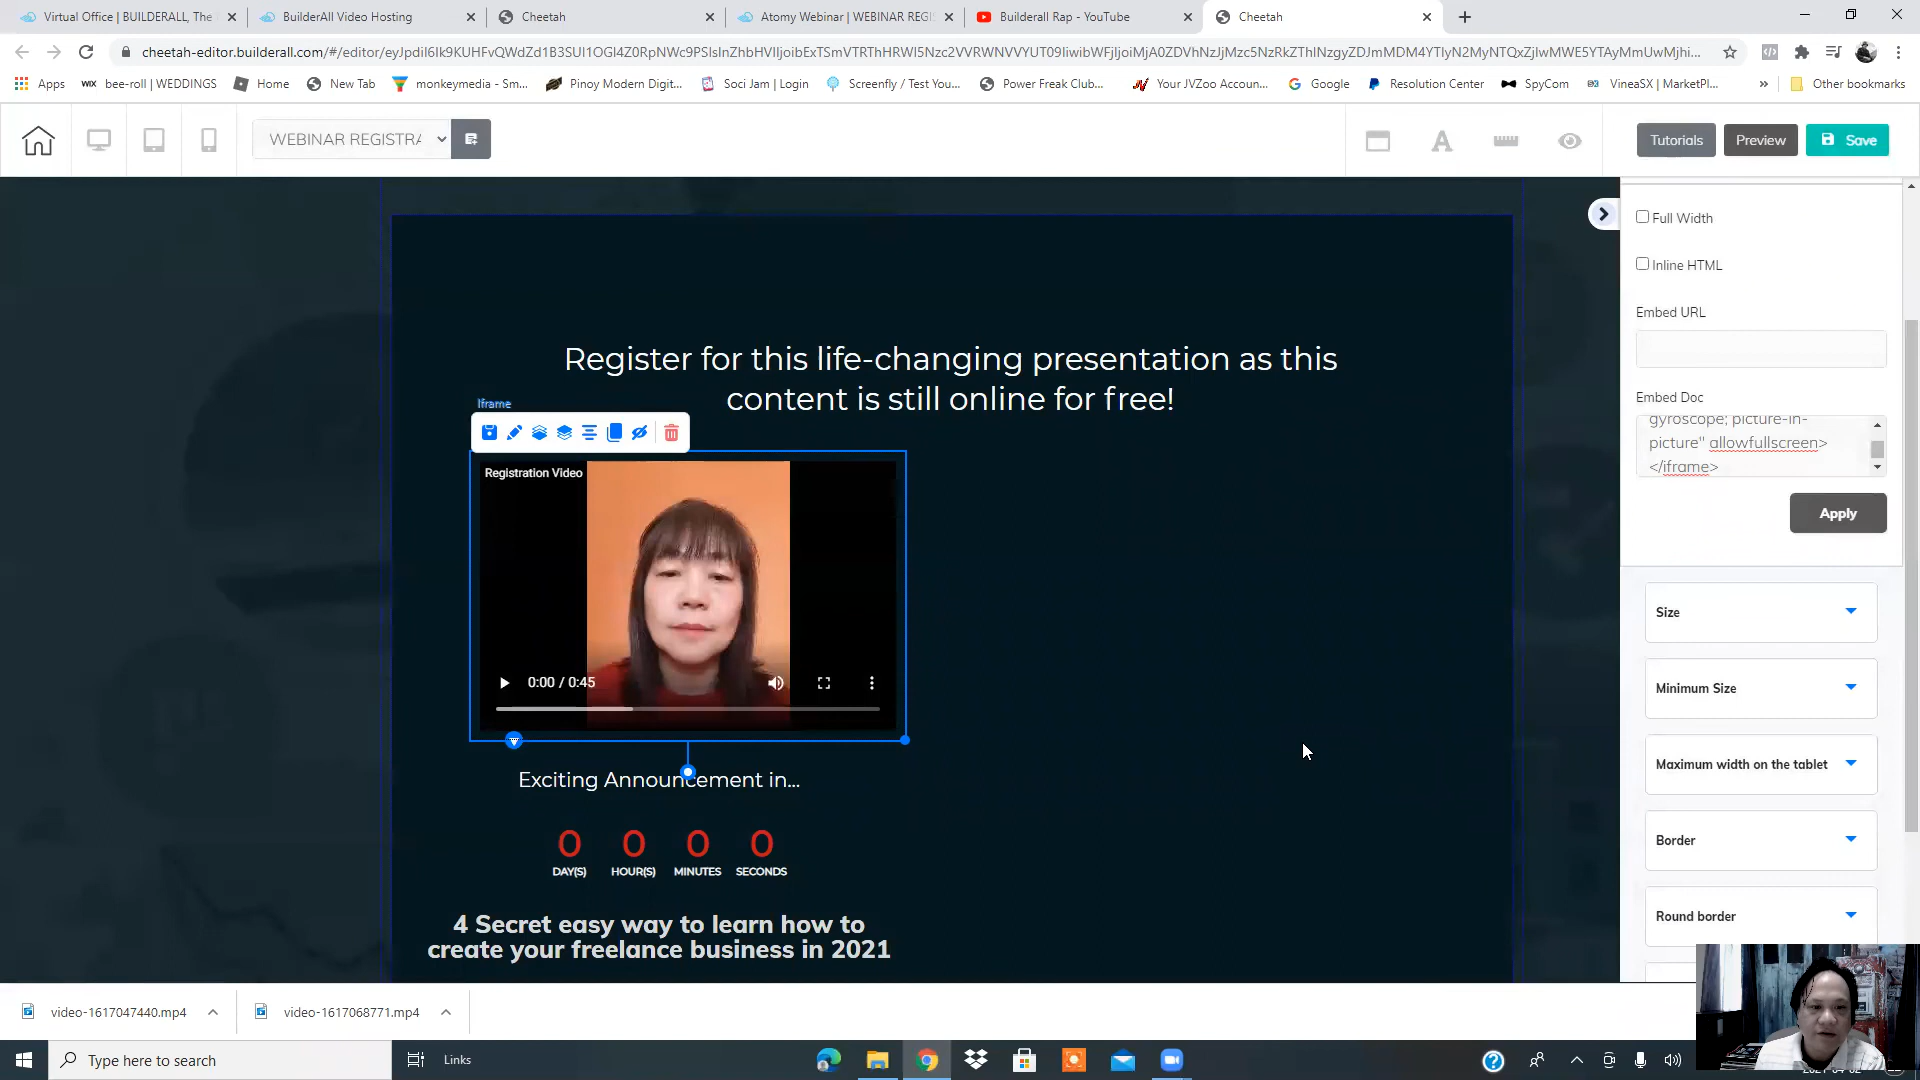 Virtual Office | BUILDERALL, The
BuilderAll Video Hosting
Cheetah
Atomy Webinar | WEBINAR REGI
Builderall Rap - YouTube
Cheetah
Apps
WIX bee-roll | WEDDINGS
Home
New Tab
monkeymedia - Sm...
Pinoy Modern Digit...
Soci Jam | Login
Screenfly / Test You...
Power Freak Club...
Your JVZoo Accoun...
Google
Resolution Center
SpyCom
VineaSX | MarketPl...
Other bookmarks
WEBINAR REGISTRA
Tutorials
Preview
Save
Full Width
Inline HTML
Embed URL
Embed Doc
gyroscope; picture-in-
picture" allowfullscreen>
</iframe>
Apply
Size
Minimum Size
Maximum width on the tablet
Border
Round border
Register for this life-changing presentation as this
content is still online for free!
Iframe
Registration Video
0:00 / 0:45
Exciting Announcement in...
0 0 0 0
DAY(S) HOUR(S) MINUTES SECONDS
4 Secret easy way to learn how to
create your freelance business in 2021
video-1617047440.mp4
video-1617068771.mp4
Type here to search
Links